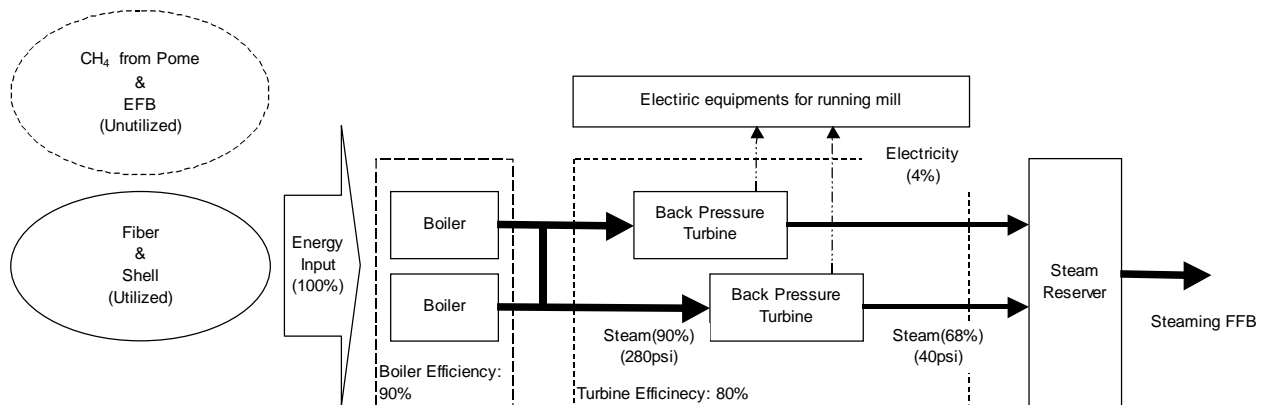 CH₄ from Pome
&
EFB
(Unutilized)
Fiber
&
Shell
(Utilized)
Energy
Input
(100%)
Boiler
Boiler
Boiler Efficiency:
90%
Electiric equipments for running mill
Electricity
(4%)
Back Pressure
Turbine
Back Pressure
Turbine
Steam(90%)
(280psi)
Steam(68%)
(40psi)
Turbine Efficinecy: 80%
Steam
Reserver
Steaming FFB